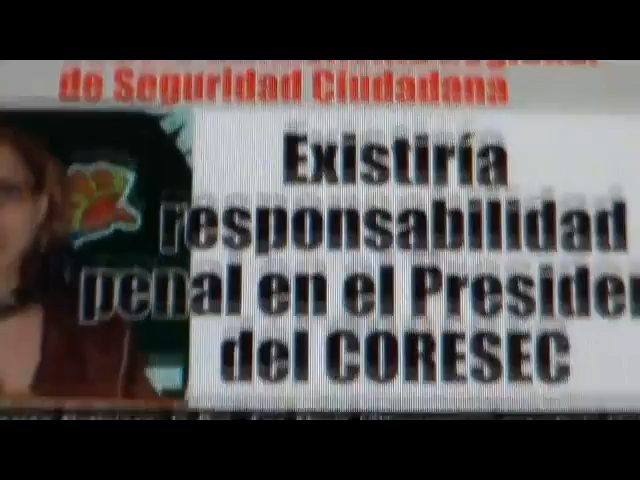 de Seguridad Ciudadana
Existiría
responsabilidad
penal en el Presiden
del CORESEC